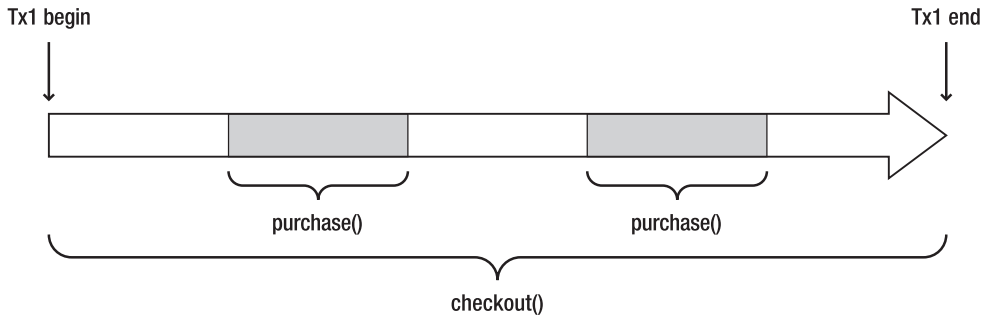 Tx1 begin
Tx1 end
purchase()
purchase()
checkout()